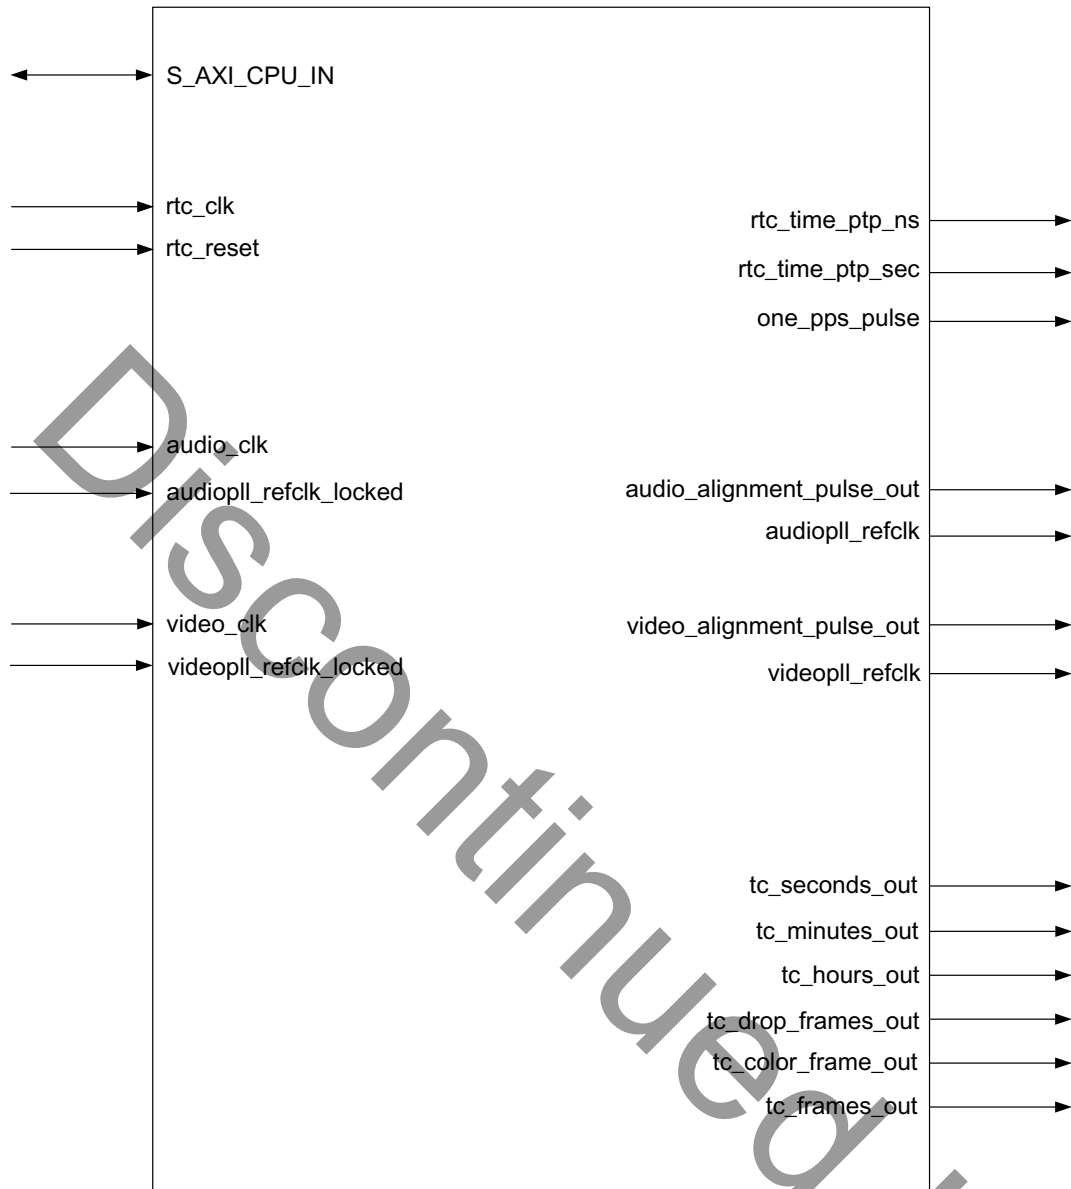 S_AXI_CPU_IN
rtc_clk
rtc_reset
audio_clk
audiopll_refclk_locked
video_clk
videopll_refclk_locked
rtc_time_ptp_ns
rtc_time_ptp_sec
one_pps_pulse
audio_alignment_pulse_out
audiopll_refclk
video_alignment_pulse_out
videopll_refclk
tc_seconds_out
tc_minutes_out
tc_hours_out
tc_drop_frames_out
tc_color_frame_out
tc_frames_out
Discontinued